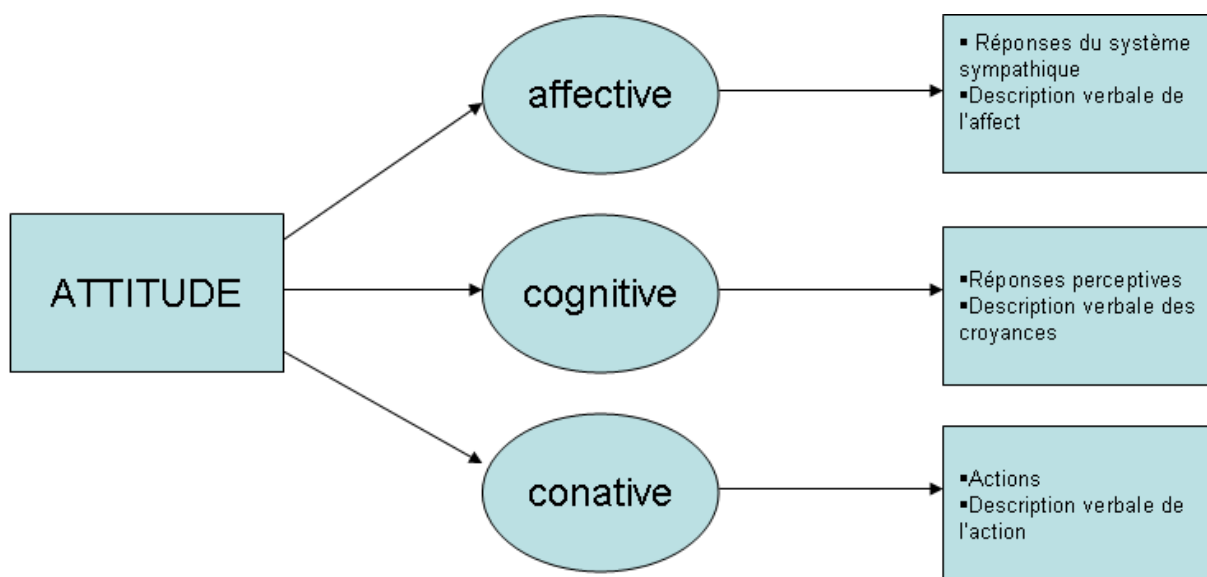 affective
▪ Réponses du système
sympathique
▪Description verbale de
l'affect
ATTITUDE
cognitive
▪Réponses perceptives
▪Description verbale des
croyances
conative
▪Actions
▪Description verbale de
l'action